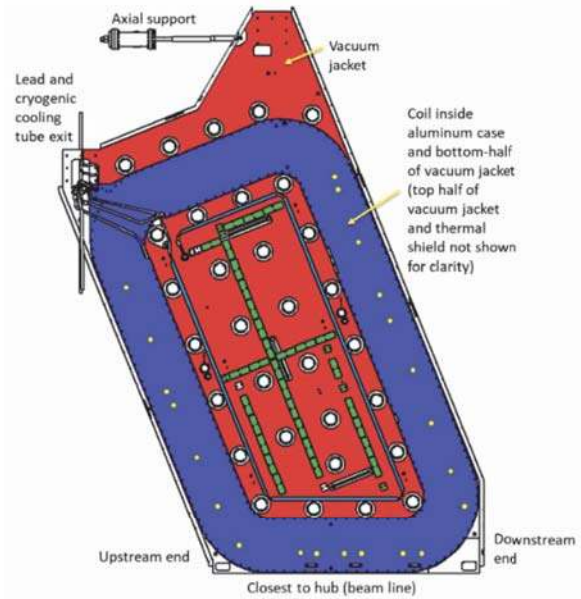 Axial support
Vacuum
jacket
Lead and
cryogenic
cooling
tube exit
Coil inside
aluminum case
and bottom-half
of vacuum jacket
(top half of
vacuum jacket
and thermal
shield not shown
for clarity)
Upstream end
Downstream
end
Closest to hub (beam line)